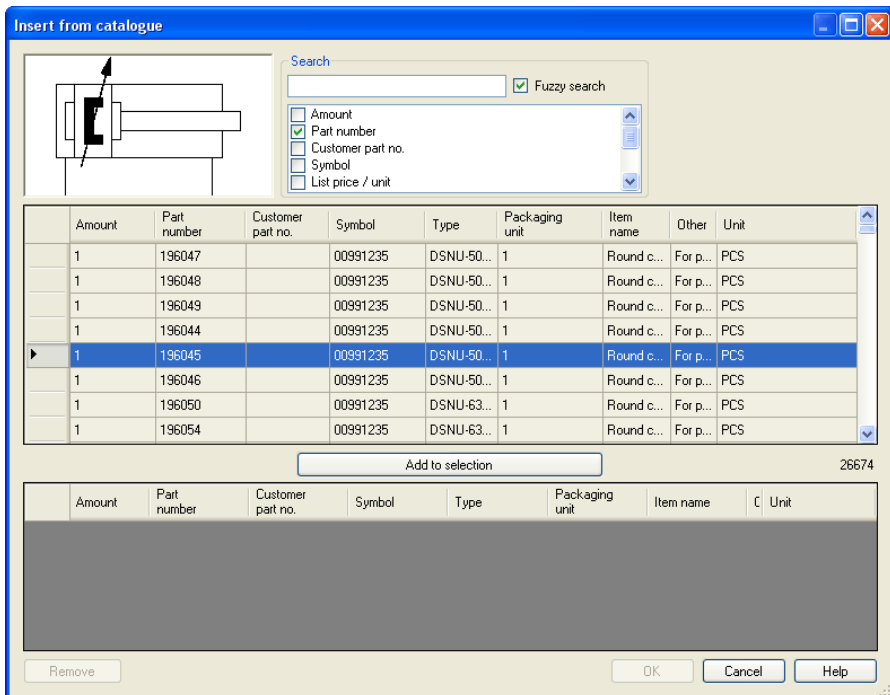 Insert from catalogue
Search
Fuzzy search
Amount
Part number
Customer part no.
Symbol
List price / unit
Amount Part number Customer part no. Symbol Type Packaging unit Item name Other Unit
1 196047 00991235 DSNU-50... 1 Round c... For p... PCS
1 196048 00991235 DSNU-50... 1 Round c... For p... PCS
1 196049 00991235 DSNU-50... 1 Round c... For p... PCS
1 196044 00991235 DSNU-50... 1 Round c... For p... PCS
1 196045 00991235 DSNU-50... 1 Round c... For p... PCS
1 196046 00991235 DSNU-50... 1 Round c... For p... PCS
1 196050 00991235 DSNU-63... 1 Round c... For p... PCS
1 196054 00991235 DSNU-63... 1 Round c... For p... PCS
Add to selection 26674
Amount Part number Customer part no. Symbol Type Packaging unit Item name Unit
Remove OK Cancel Help